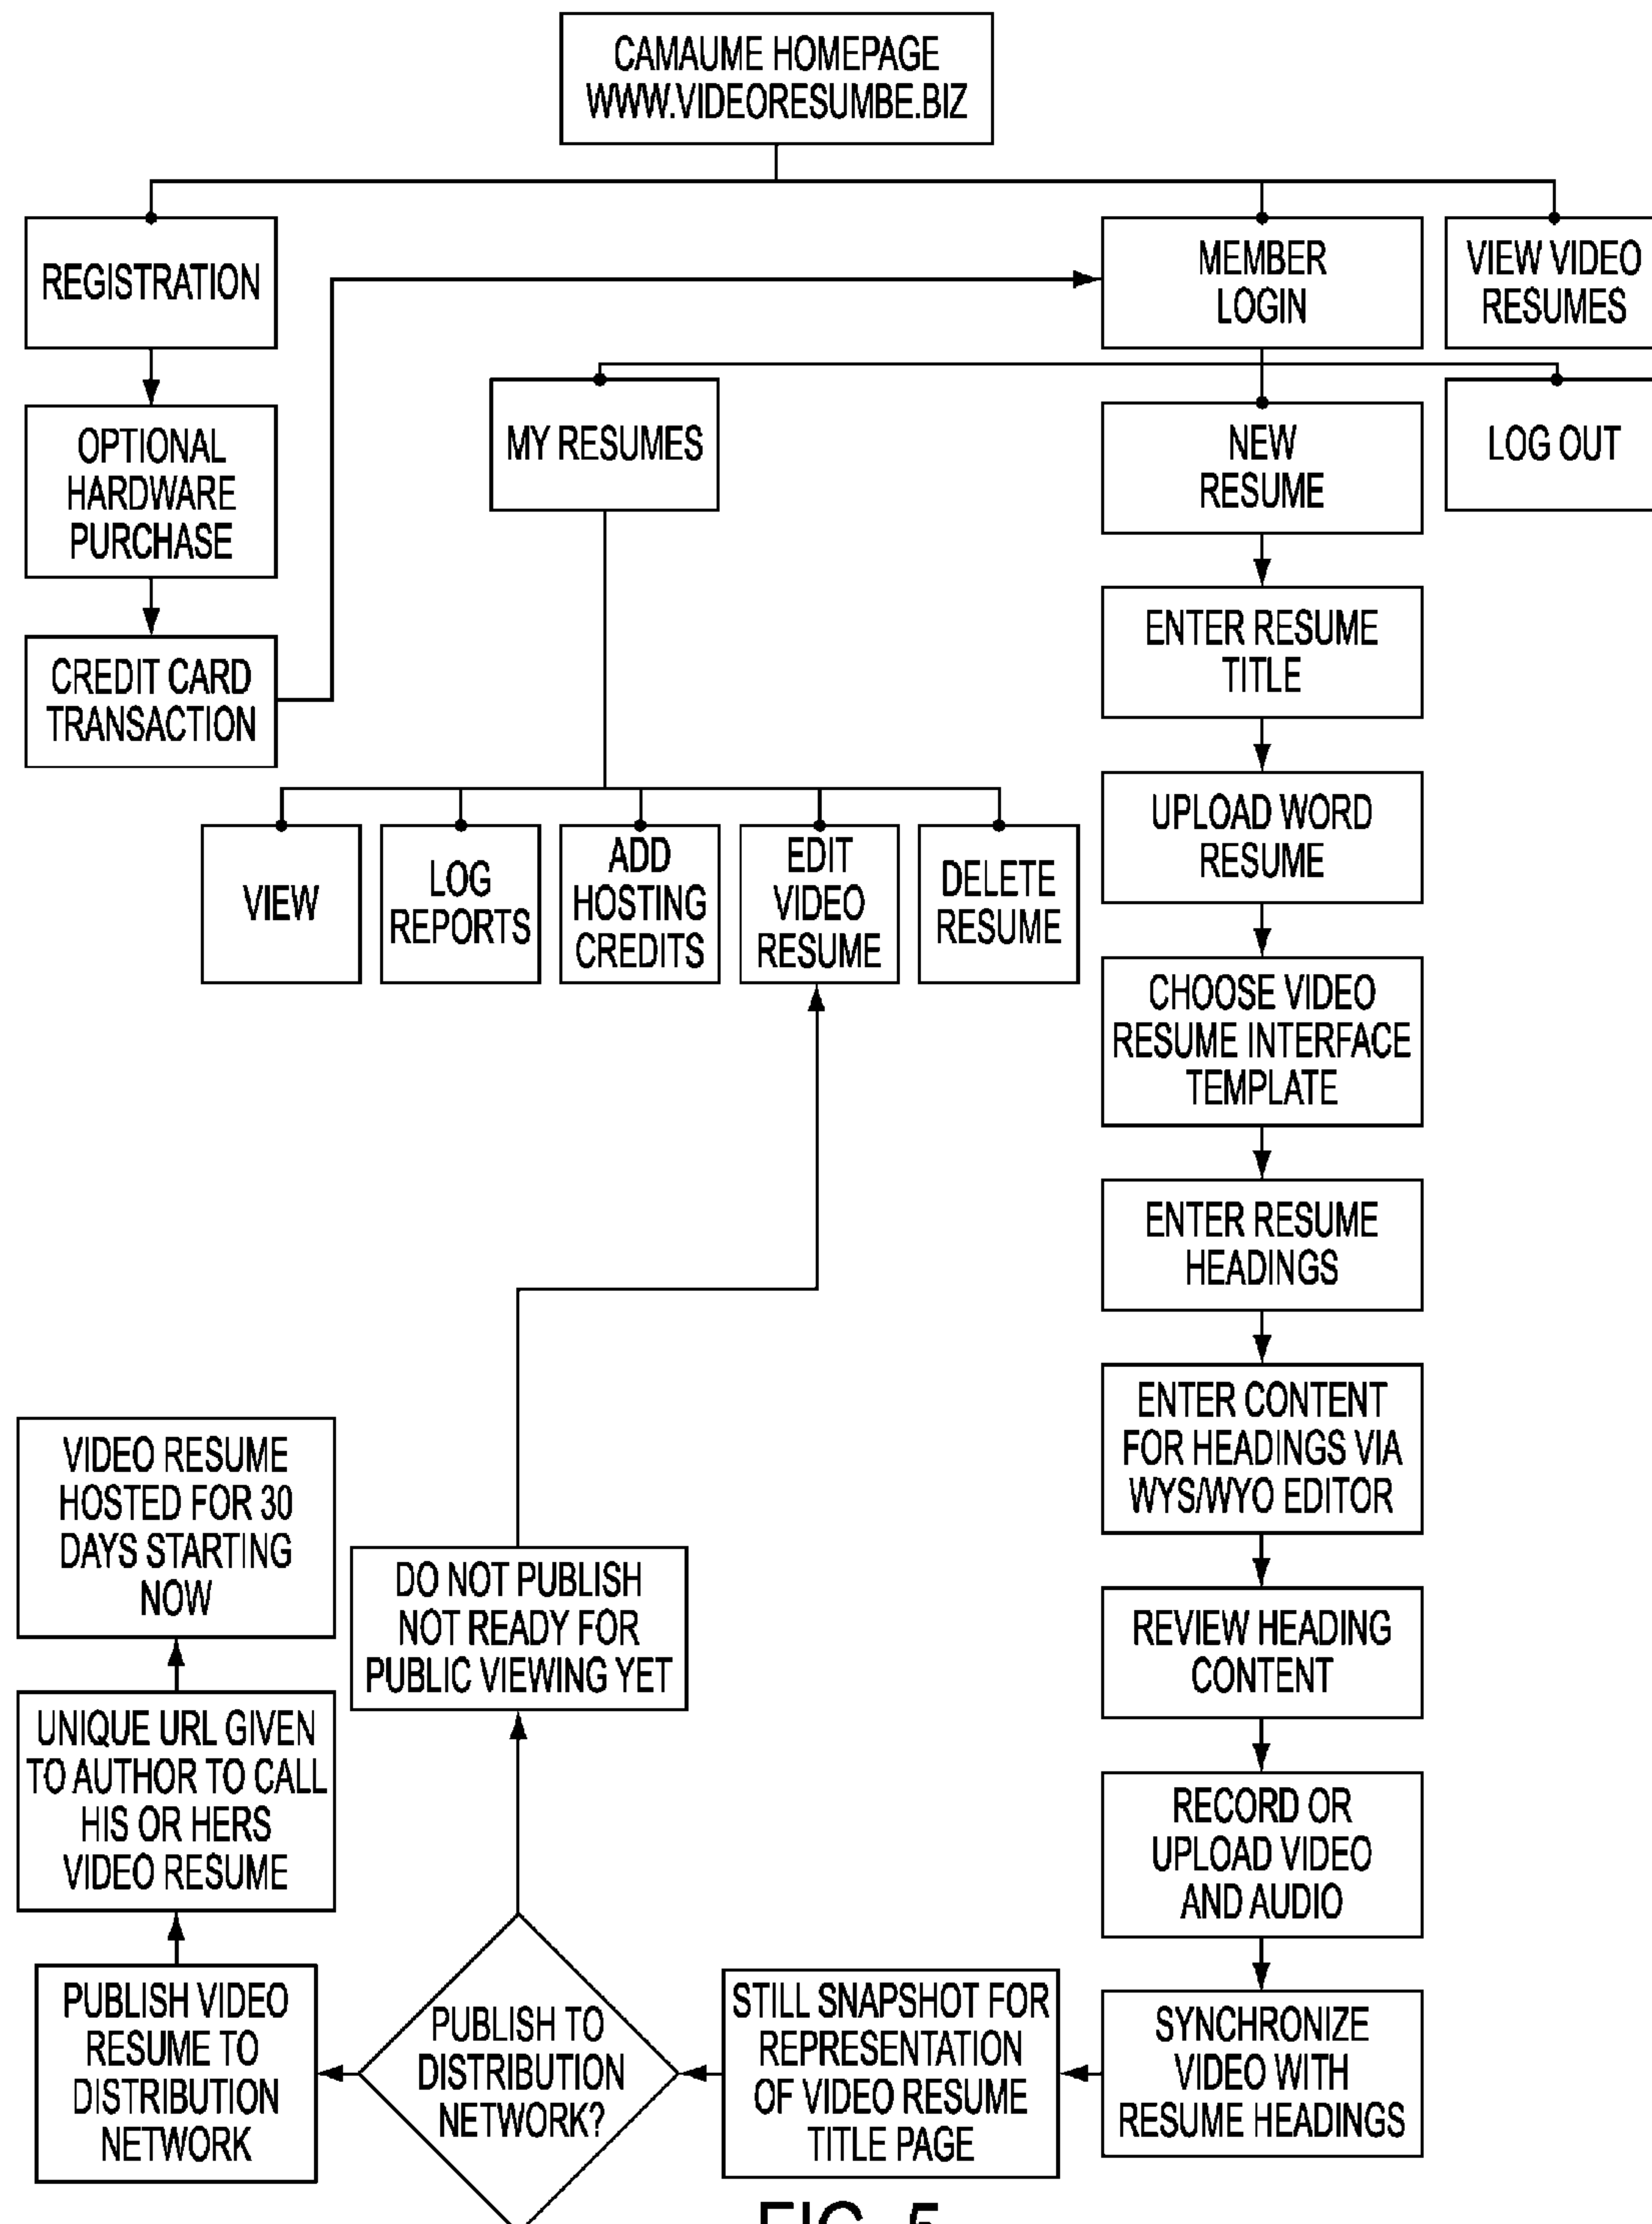 CAMAUME HOMEPAGE
WWW.VIDEORESUMBE.BIZ
REGISTRATION
MEMBER
LOGIN
VIEW VIDEO
RESUMES
OPTIONAL
HARDWARE
PURCHASE
MY RESUMES
NEW
RESUME
LOG OUT
CREDIT CARD
TRANSACTION
ENTER RESUME
TITLE
UPLOAD WORD
RESUME
VIEW
LOG
REPORTS
ADD
HOSTING
CREDITS
EDIT
VIDEO
RESUME
DELETE
RESUME
CHOOSE VIDEO
RESUME INTERFACE
TEMPLATE
ENTER RESUME
HEADINGS
ENTER CONTENT
FOR HEADINGS VIA
WYS/WYO EDITOR
REVIEW HEADING
CONTENT
RECORD OR
UPLOAD VIDEO
AND AUDIO
SYNCHRONIZE
VIDEO WITH
RESUME HEADINGS
STILL SNAPSHOT FOR
REPRESENTATION
OF VIDEO RESUME
TITLE PAGE
PUBLISH TO
DISTRIBUTION
NETWORK?
DO NOT PUBLISH
NOT READY FOR
PUBLIC VIEWING YET
PUBLISH VIDEO
RESUME TO
DISTRIBUTION
NETWORK
UNIQUE URL GIVEN
TO AUTHOR TO CALL
HIS OR HERS
VIDEO RESUME
VIDEO RESUME
HOSTED FOR 30
DAYS STARTING
NOW
FIG. 5